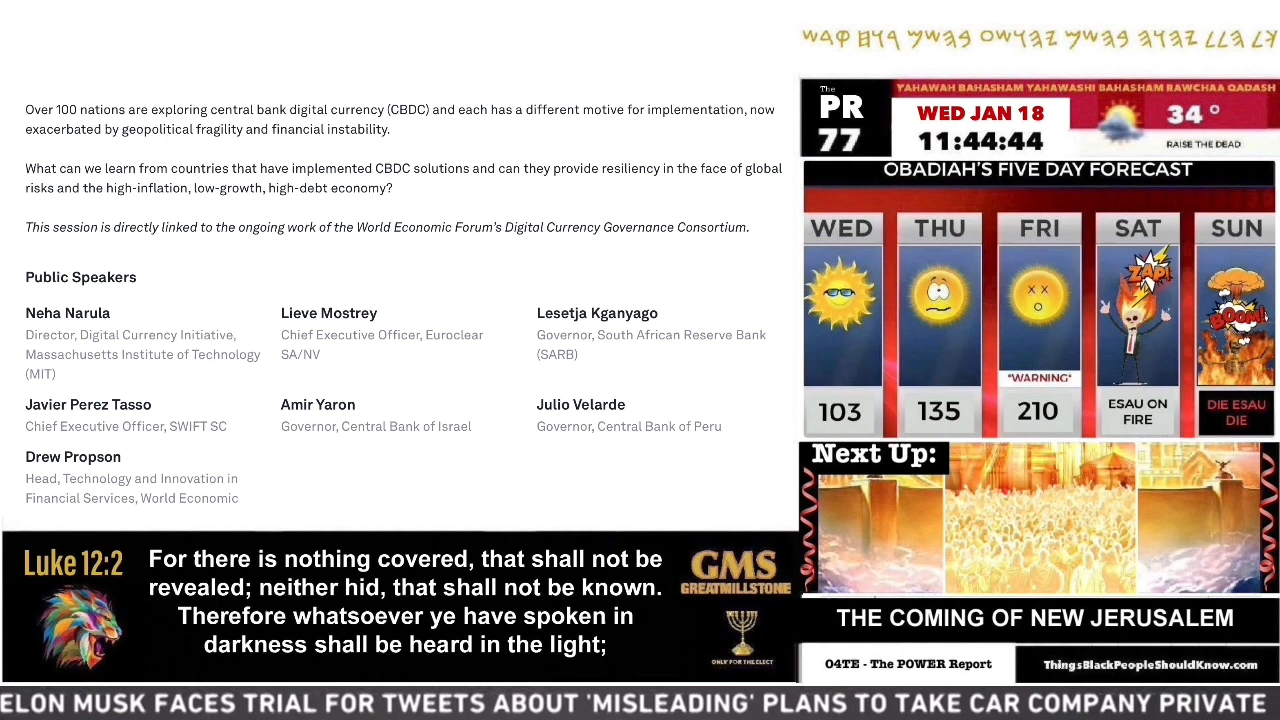 Over 100 nations are exploring central bank digital currency (CBDC) and each has a different motive for implementation, now
exacerbated by geopolitical fragility and financial instability.
What can we learn from countries that have implemented CBDC solutions and can they provide resiliency in the face of global
risks and the high-inflation, low-growth, high-debt economy?
This session is directly linked to the ongoing work of the World Economic Forum's Digital Currency Governance Consortium.
Public Speakers
Neha Narula
Director, Digital Currency Initiative,
Massachusetts Institute of Technology
(MIT)
Lieve Mostrey
Chief Executive Officer, Euroclear
SA/NV
Lesetja Kganyago
Governor, South African Reserve Bank
(SARB)
Javier Perez Tasso
Chief Executive Officer, SWIFT SC
Amir Yaron
Governor, Central Bank of Israel
Julio Velarde
Governor, Central Bank of Peru
Drew Propson
Head, Technology and Innovation in
Financial Services, World Economic
The
PR
77
YAHAWAH BAHASHAM YAHAWASHI BAHASHAM RAWCHAA QADASH
WED JAN 18
11:44:44
34 °
RAISE THE DEAD
OBADIAH'S FIVE DAY FORECAST
WED THU FRI SAT SUN
ZAP!
BOOM!
*WARNING*
103 135 210
ESAU ON
FIRE
DIE ESAU
DIE
Next Up:
THE COMING OF NEW JERUSALEM
04TE - The POWER Report
ThingsBlackPeopleShouldKnow.com
Luke 12:2
For there is nothing covered, that shall not be
revealed; neither hid, that shall not be known.
Therefore whatsoever ye have spoken in
darkness shall be heard in the light;
GMS
GREATMILLSTONE
ONLY FOR THE ELECT
ELON MUSK FACES TRIAL FOR TWEETS ABOUT 'MISLEADING' PLANS TO TAKE CAR COMPANY PRIVATE